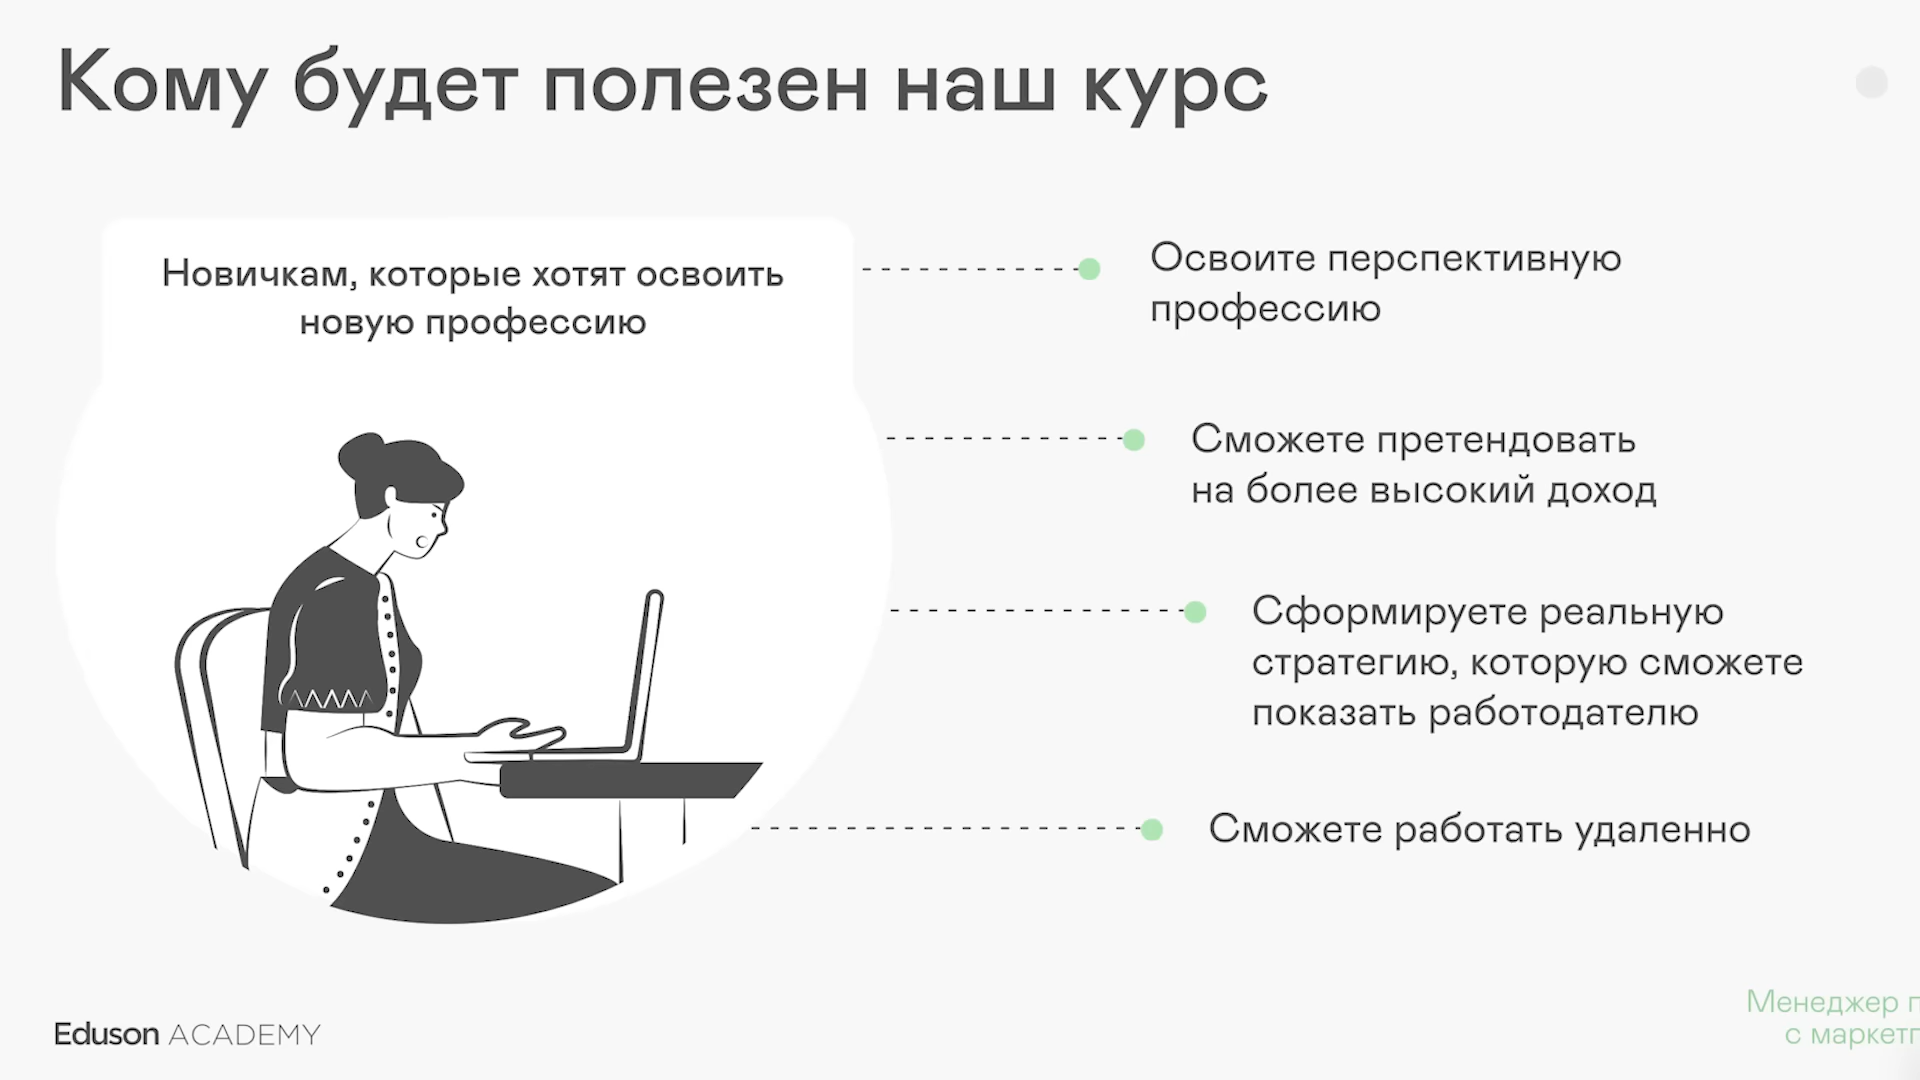 Кому будет полезен наш курс
Новичкам, которые хотят освоить
новую профессию
Освоите перспективную
профессию
Сможете претендовать
на более высокий доход
Сформируете реальную
стратегию, которую сможете
показать работодателю
Сможете работать удаленно
Eduson ACADEMY
Менеджер
с